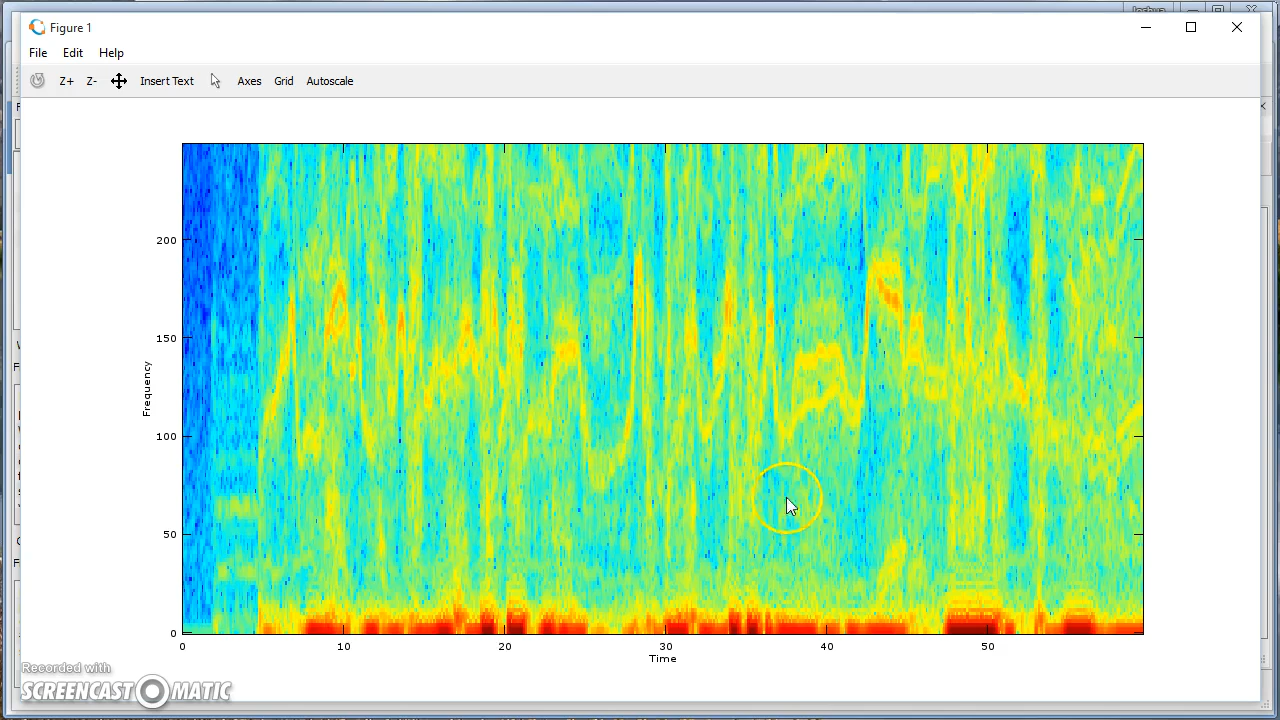 Joshua
Figure 1
File Edit Help
Z+ Z- Insert Text Axes Grid Autoscale
200
150
100
50
0
Frequency
0 10 20 30 40 50
Time
Recorded with
SCREENCAST MATIC